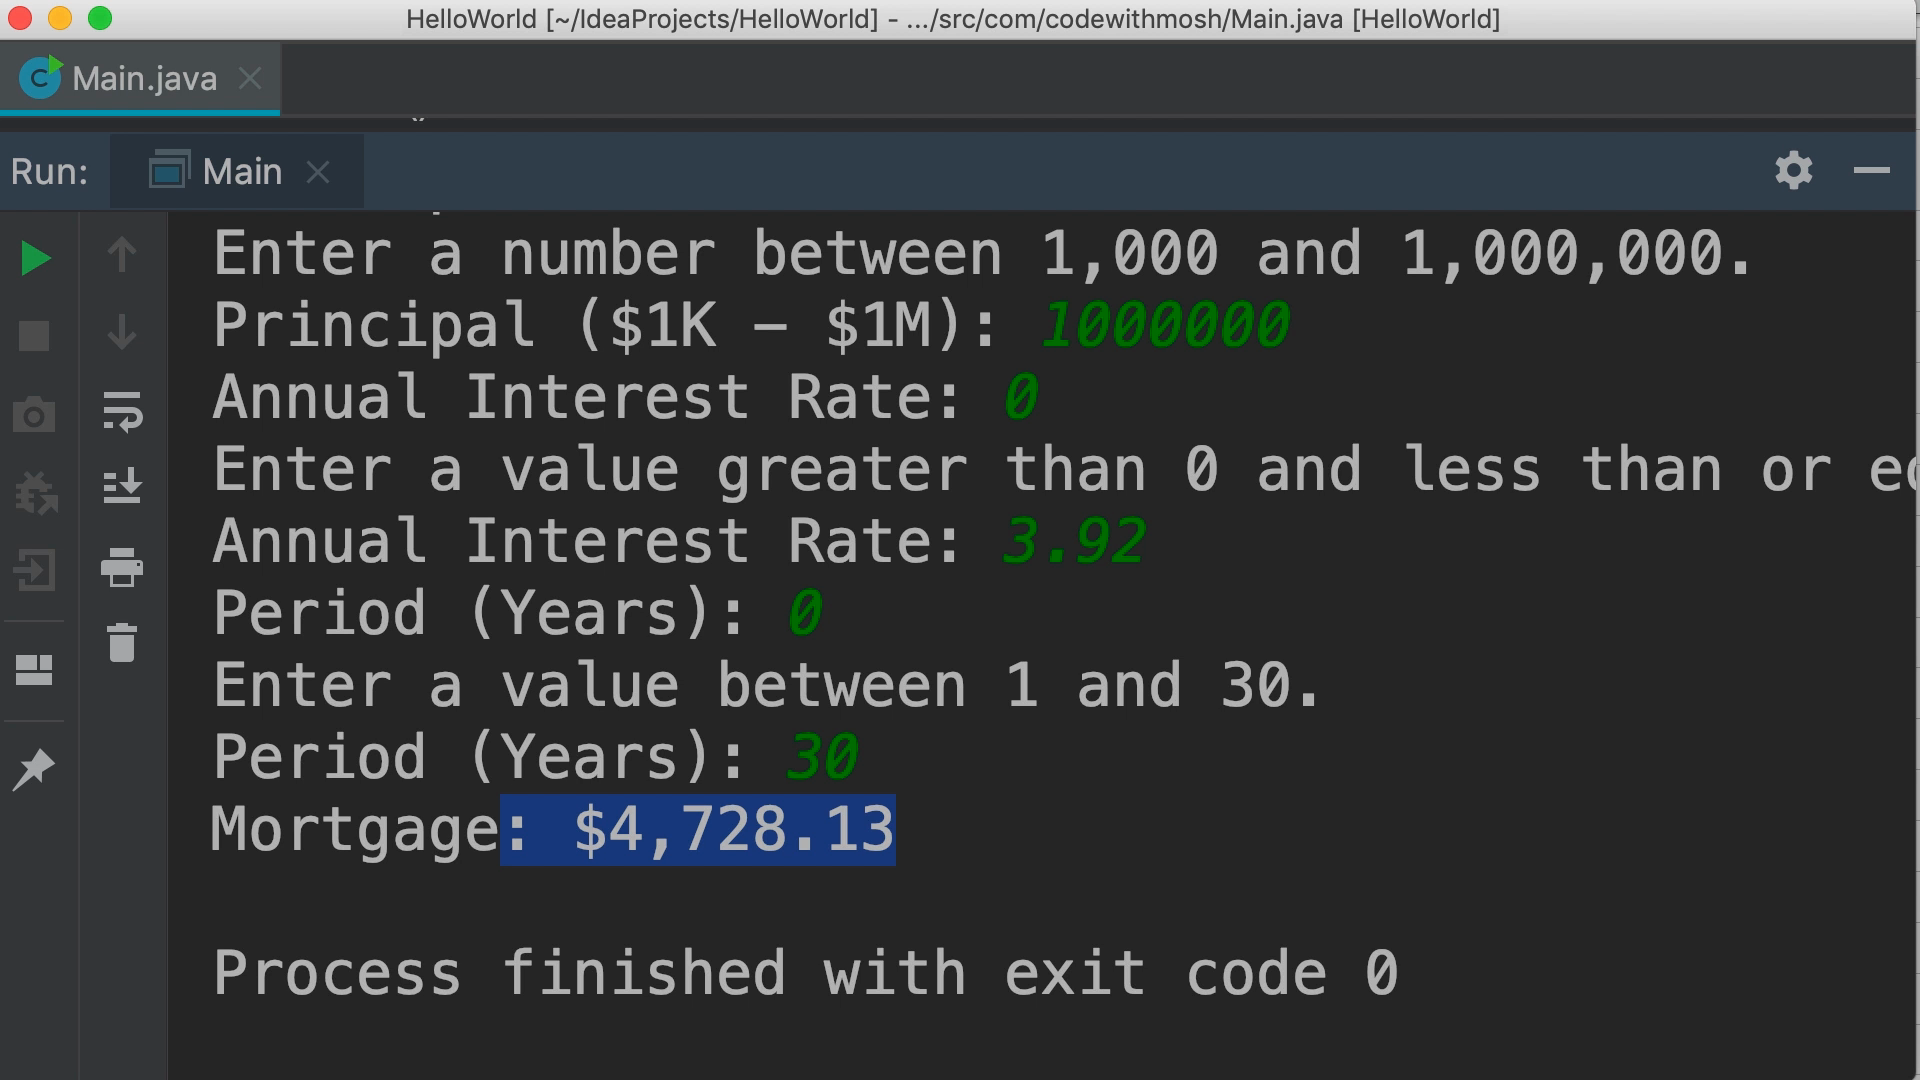 HelloWorld [~/IdeaProjects/HelloWorld] - .../src/com/codewithmosh/Main.java [HelloWorld]
Main.java
Run: Main
Enter a number between 1,000 and 1,000,000.
Principal ($1K – $1M): 1000000
Annual Interest Rate: 0
Enter a value greater than 0 and less than or
Annual Interest Rate: 3.92
Period (Years): 0
Enter a value between 1 and 30.
Period (Years): 30
Mortgage: $4,728.13
Process finished with exit code 0